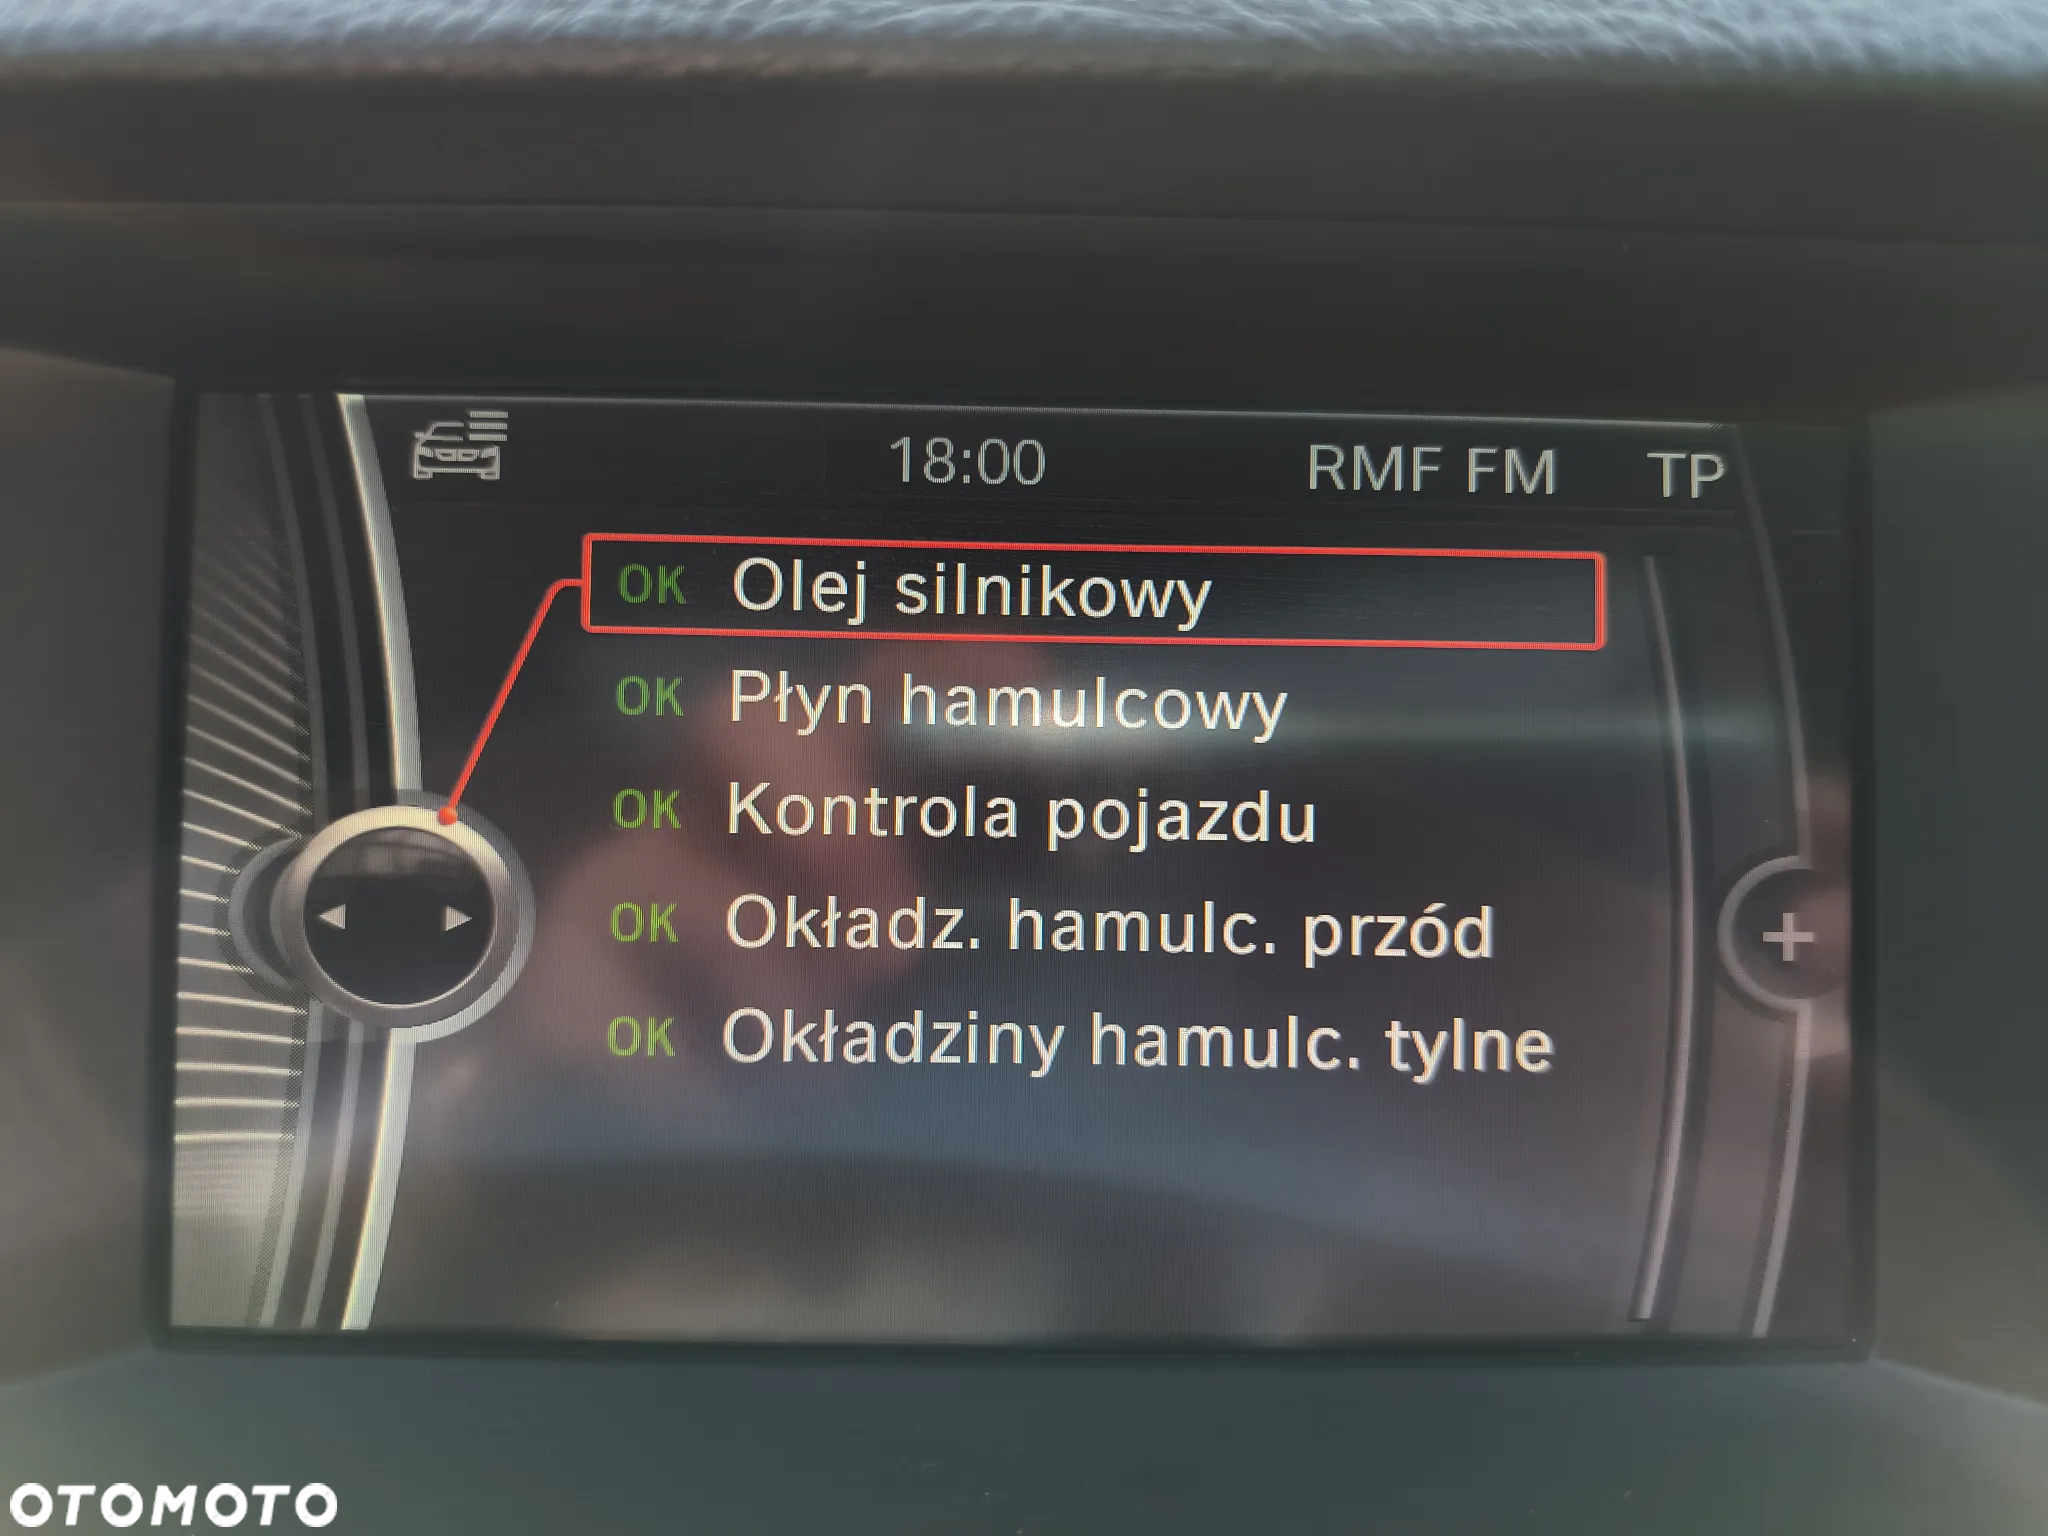 18:00 RMF FM TP
OK Olej silnikowy
OK Płyn hamulcowy
OK Kontrola pojazdu
OK Okładz. hamulc. przód
OK Okładziny hamulc. tylne
+
OTOMOTO